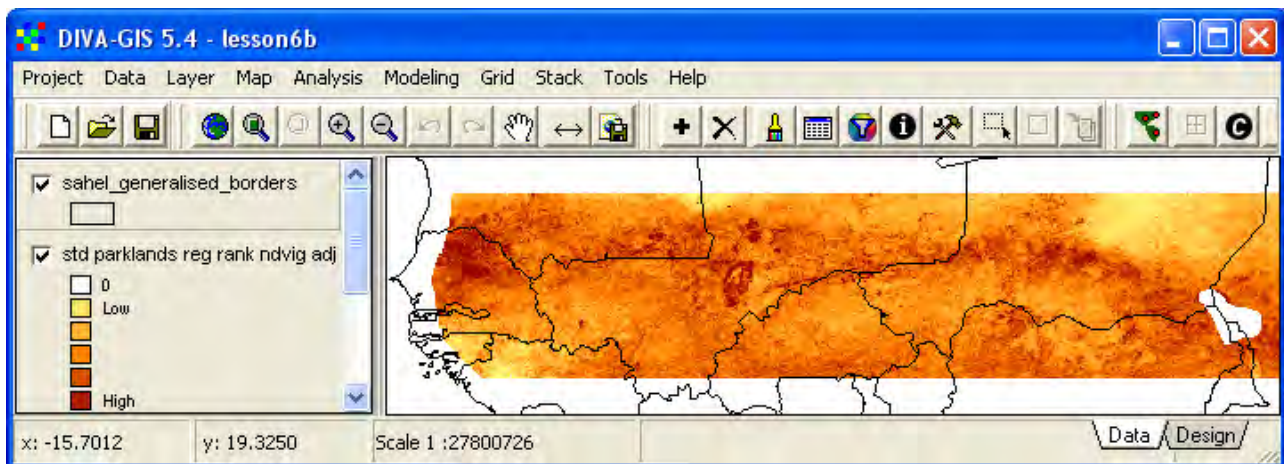 DIVA-GIS 5.4 - lesson6b
Project Data Layer Map Analysis Modeling Grid Stack Tools Help
sahel_generalised_borders
std parklands reg rank ndvig adj
0
Low
High
x: -15.7012 y: 19.3250 Scale 1 :27800726 Data Design